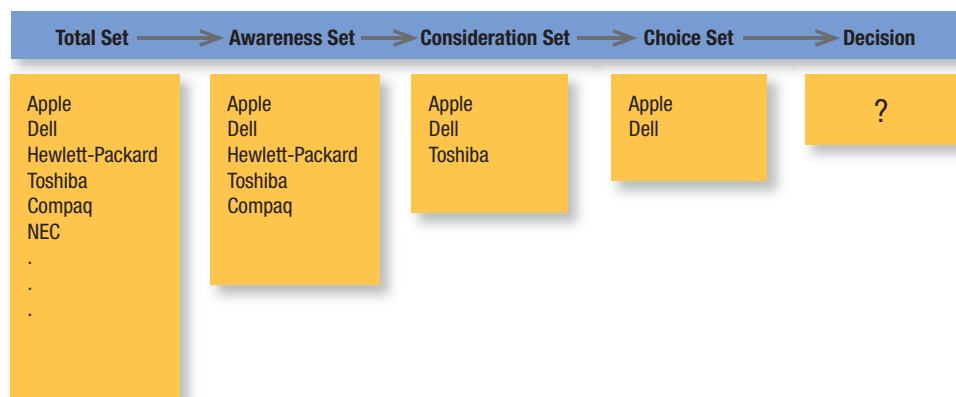 Total Set Awareness Set Consideration Set Choice Set Decision
Apple
Dell
Hewlett-Packard
Toshiba
Compaq
NEC
.
.
.
Apple
Dell
Hewlett-Packard
Toshiba
Compaq
Apple
Dell
Toshiba
Apple
Dell
?